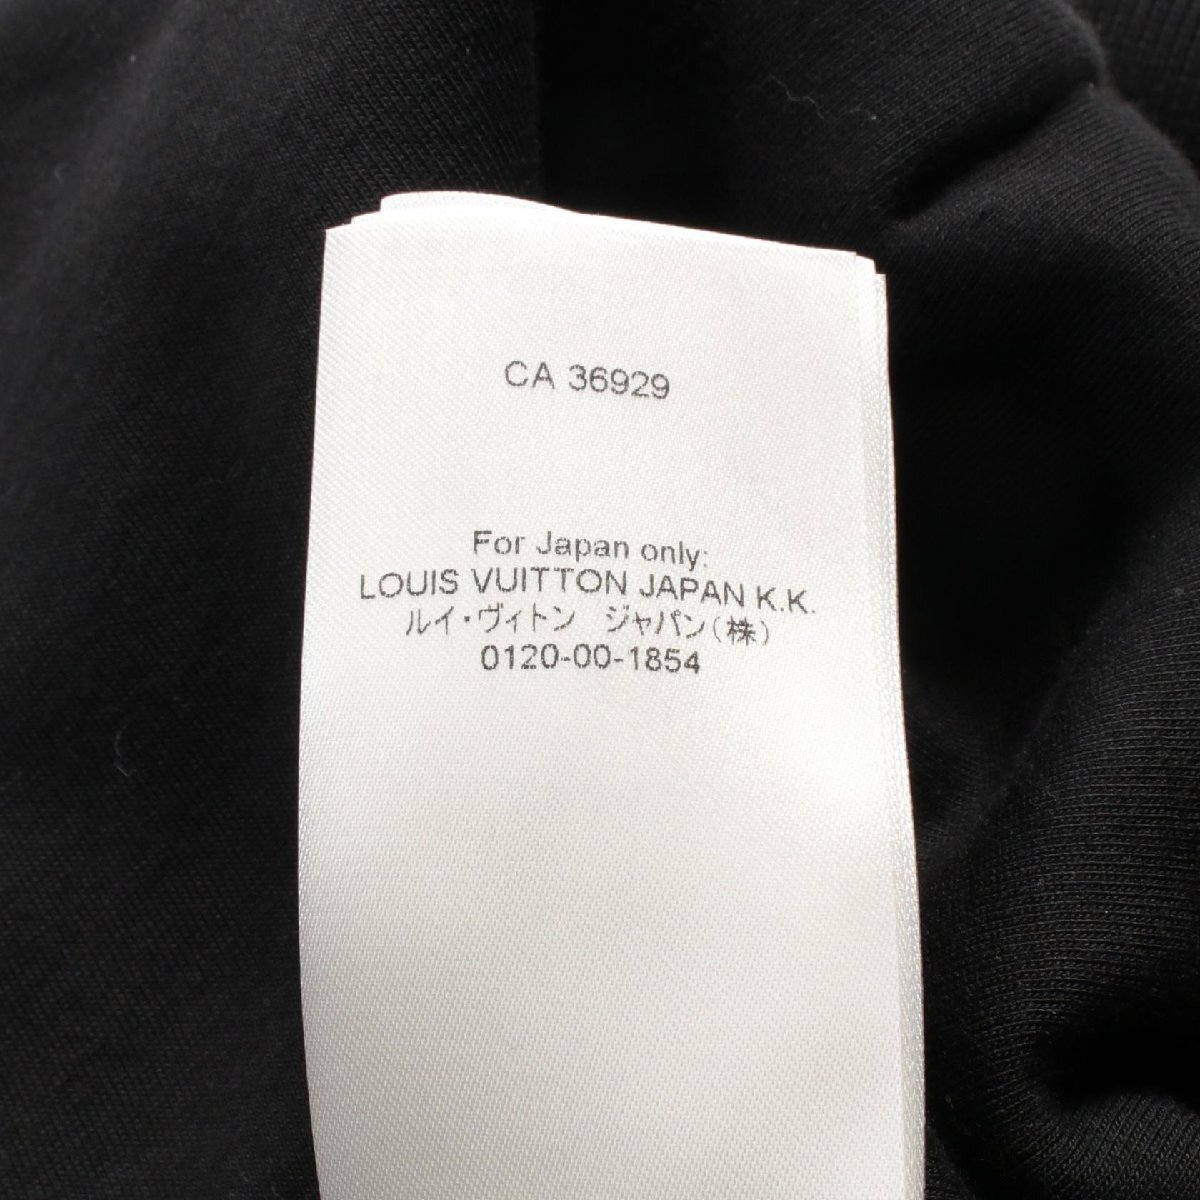 CA 36929
For Japan only:
LOUIS VUITTON JAPAN K.K.
ルイ・ヴィトン　ジャパン(株)
0120-00-1854